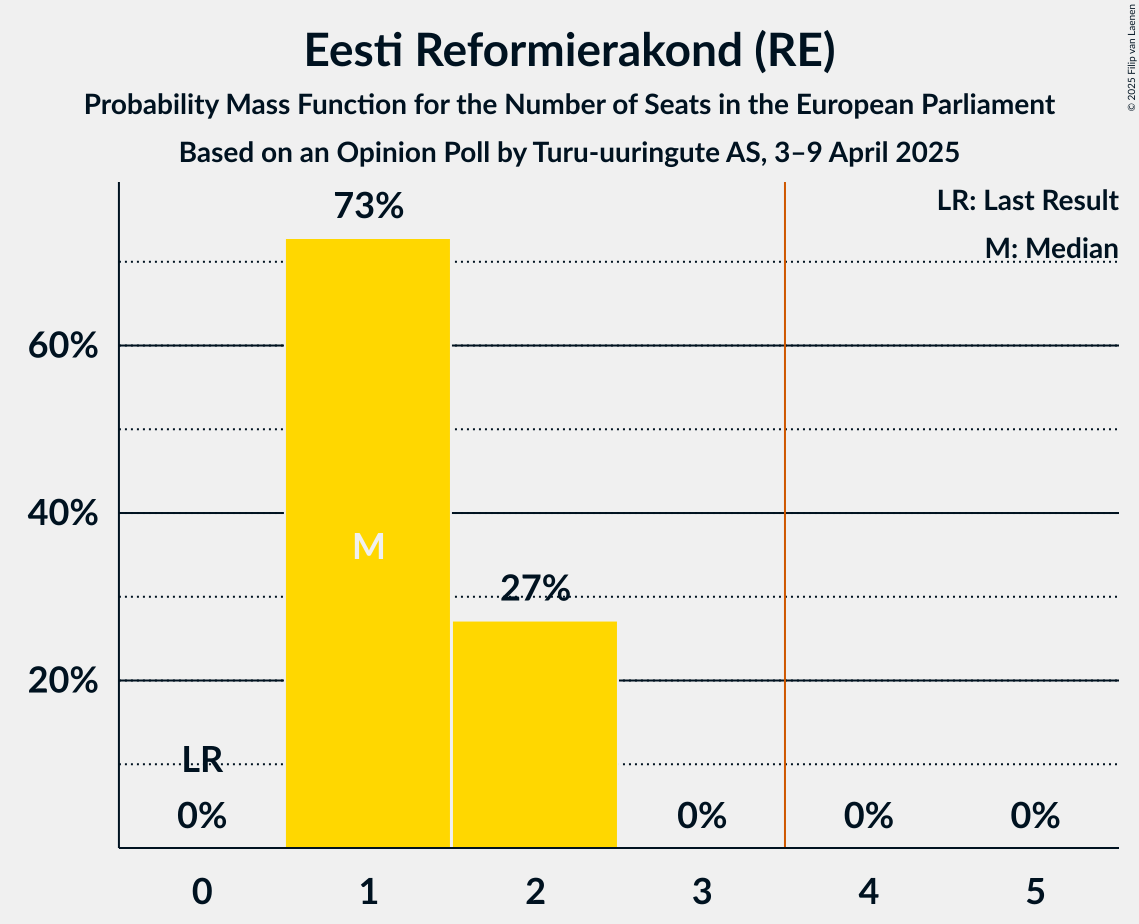 Eesti Reformierakond (RE)
Probability Mass Function for the Number of Seats in the European Parliament
Based on an Opinion Poll by Turu-uuringute AS, 3–9 April 2025
© 2025 Filip van Laenen
LR: Last Result
M: Median
73%
60%
40%
M
27%
20%
LR
0%
0%
0%
0%
0
1
2
3
4
5